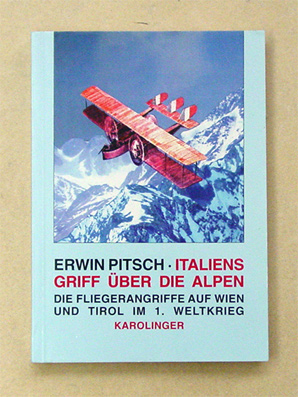 ERWIN PITSCH · ITALIENS
GRIFF ÜBER DIE ALPEN
DIE FLIEGERANGRIFFE AUF WIEN
UND TIROL IM 1. WELTKRIEG
KAROLINGER